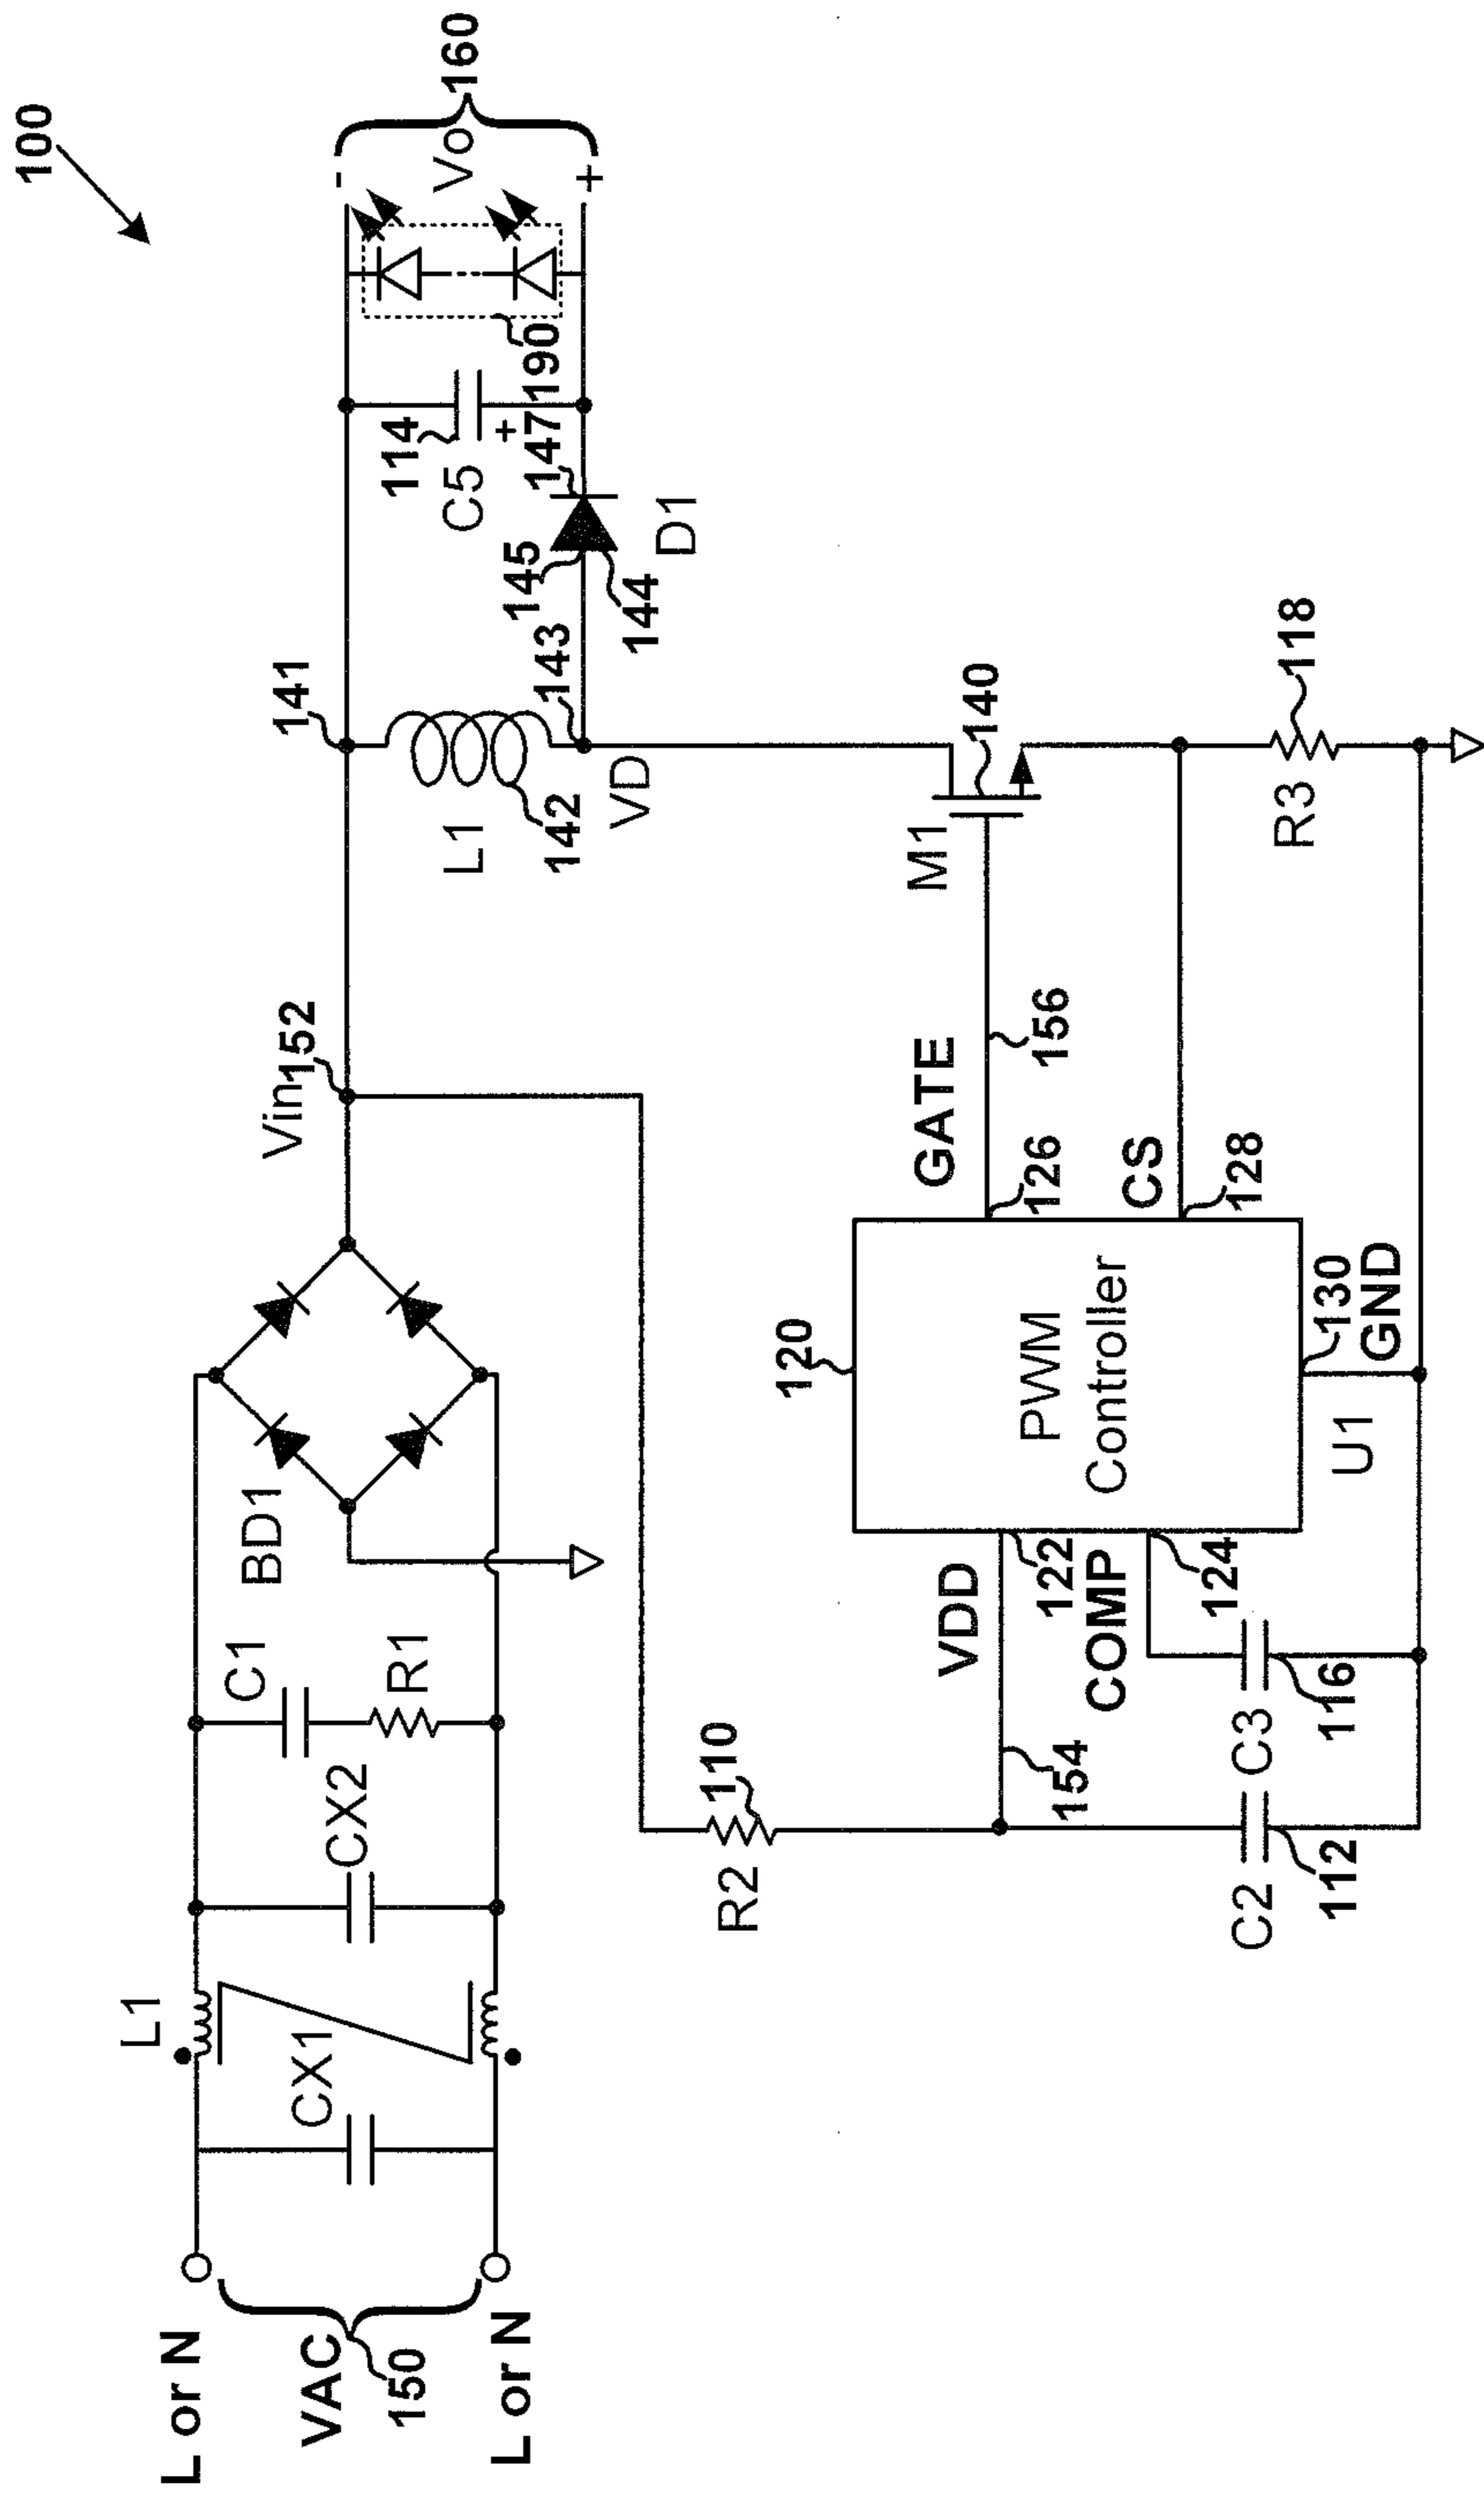 100
L or N
VAC
150
L or N
L1
CX1
CX2
C1
R1
BD1
Vin
152
141
L1
142
143
VD
145
144
D1
147
114
C5
+
190
-
Vo
+
160
R2
110
154
VDD
122
COMP
124
C2
112
C3
116
120
PWM
Controller
U1
130
GND
GATE
126
156
CS
128
M1
140
R3
118